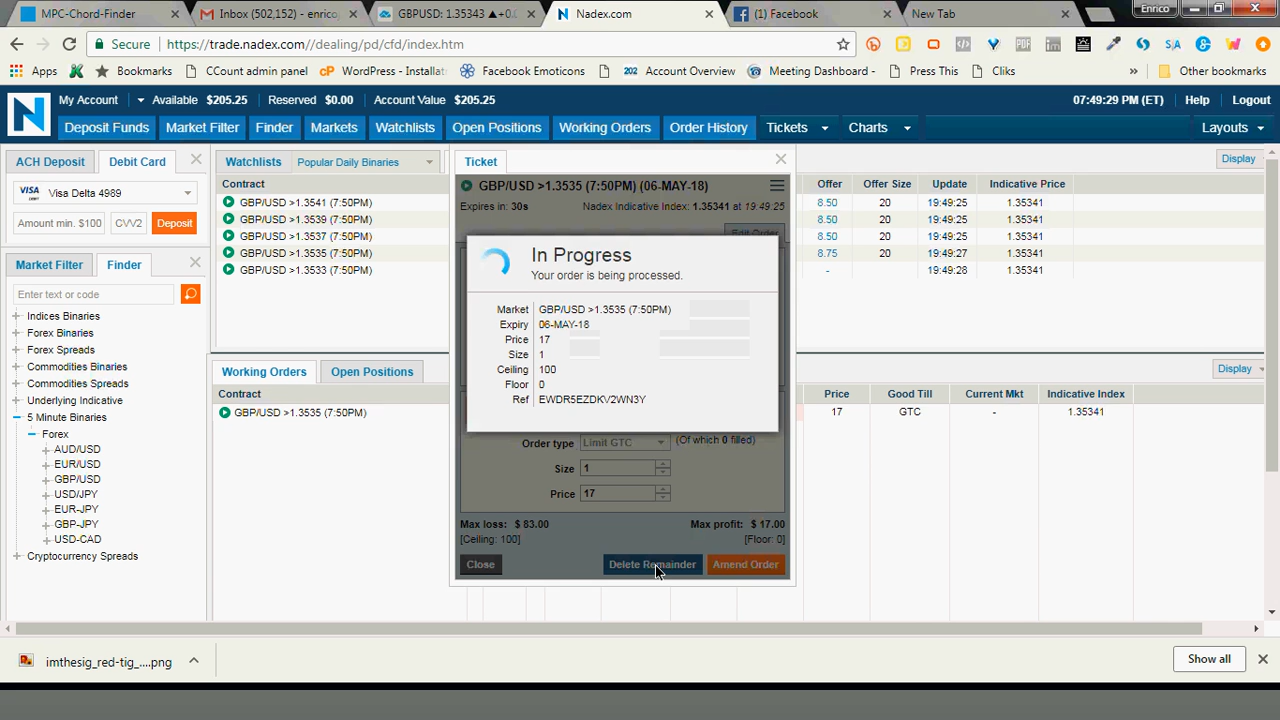 MPC-Chord-Finder
Inbox (502,152) - enrico
GBPUSD: 1.35343 ▲+0.
Nadex.com
(1) Facebook
New Tab
Enrico
Secure
https://trade.nadex.com//dealing/pd/cfd/index.htm
Apps
Bookmarks
CCount admin panel
WordPress - Installat
Facebook Emoticons
202 Account Overview
Meeting Dashboard -
Press This
Cliks
»
Other bookmarks
My Account
Available $205.25
Reserved $0.00
Account Value $205.25
07:49:29 PM (ET)
Help
Logout
Deposit Funds
Market Filter
Finder
Markets
Watchlists
Open Positions
Working Orders
Order History
Tickets
Charts
Layouts
ACH Deposit
Debit Card
VISA Visa Delta 4989
Amount min. $100
CVV2
Deposit
Market Filter
Finder
Enter text or code
Indices Binaries
Forex Binaries
Forex Spreads
Commodities Binaries
Commodities Spreads
Underlying Indicative
5 Minute Binaries
Forex
AUD/USD
EUR/USD
GBP/USD
USD/JPY
EUR-JPY
GBP-JPY
USD-CAD
Cryptocurrency Spreads
Watchlists
Popular Daily Binaries
Display
Contract
Offer
Offer Size
Update
Indicative Price
GBP/USD >1.3541 (7:50PM) 8.50 20 19:49:25 1.35341
GBP/USD >1.3539 (7:50PM) 8.50 20 19:49:25 1.35341
GBP/USD >1.3537 (7:50PM) 8.50 20 19:49:25 1.35341
GBP/USD >1.3535 (7:50PM) 8.75 20 19:49:27 1.35341
GBP/USD >1.3533 (7:50PM) - 19:49:28 1.35341
Ticket
GBP/USD >1.3535 (7:50PM) (06-MAY-18)
Expires in: 30s
Nadex Indicative Index: 1.35341 at 19:49:25
Edit Order
In Progress
Your order is being processed.
Market GBP/USD >1.3535 (7:50PM)
Expiry 06-MAY-18
Price 17
Size 1
Ceiling 100
Floor 0
Ref EWDR5EZDKV2WN3Y
Order type Limit GTC (Of which 0 filled)
Size 1
Price 17
Max loss: $ 83.00
Max profit: $ 17.00
[Ceiling: 100]
[Floor: 0]
Close
Delete Remainder
Amend Order
Working Orders
Open Positions
Display
Contract
Price
Good Till
Current Mkt
Indicative Index
GBP/USD >1.3535 (7:50PM) 17 GTC - 1.35341
imthesig_red-tig_....png
Show all